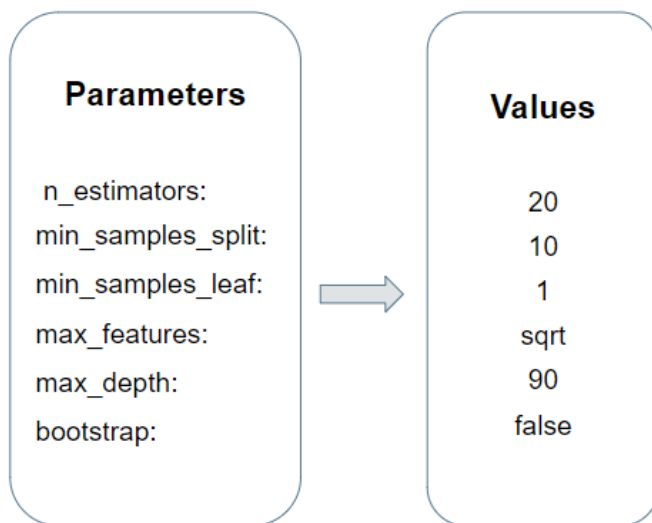 Parameters
n_estimators:
min_samples_split:
min_samples_leaf:
max_features:
max_depth:
bootstrap:
Values
20
10
1
sqrt
90
false